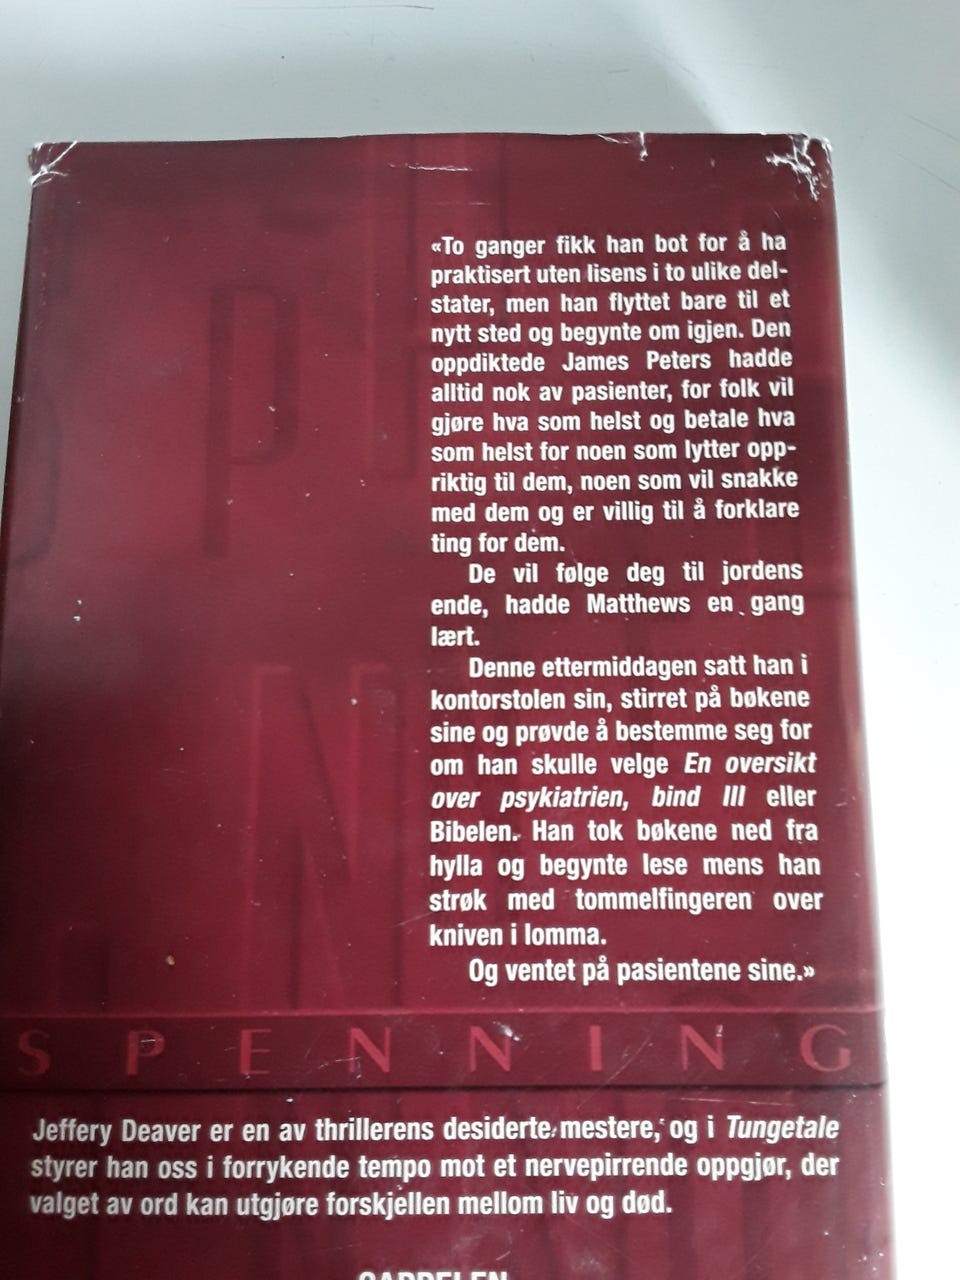 «To ganger fikk han bot for å ha
praktisert uten lisens i to ulike del-
stater, men han flyttet bare til et
nytt sted og begynte om igjen. Den
oppdiktede James Peters hadde
alltid nok av pasienter, for folk vil
gjøre hva som helst og betale hva
som helst for noen som lytter opp-
riktig til dem, noen som vil snakke
med dem og er villig til å forklare
ting for dem.
De vil følge deg til jordens
ende, hadde Matthews en gang
lært.
Denne ettermiddagen satt han i
kontorstolen sin, stirret på bøkene
sine og prøvde å bestemme seg for
om han skulle velge En oversikt
over psykiatrien, bind III eller
Bibelen. Han tok bøkene ned fra
hylla og begynte lese mens han
strøk med tommelfingeren over
kniven i lomma.
Og ventet på pasientene sine.»
SPENNING
Jeffery Deaver er en av thrillerens desiderte mestere, og i Tungetale
styrer han oss i forrykende tempo mot et nervepirrende oppgjør, der
valget av ord kan utgjøre forskjellen mellom liv og død.
CAPPELEN